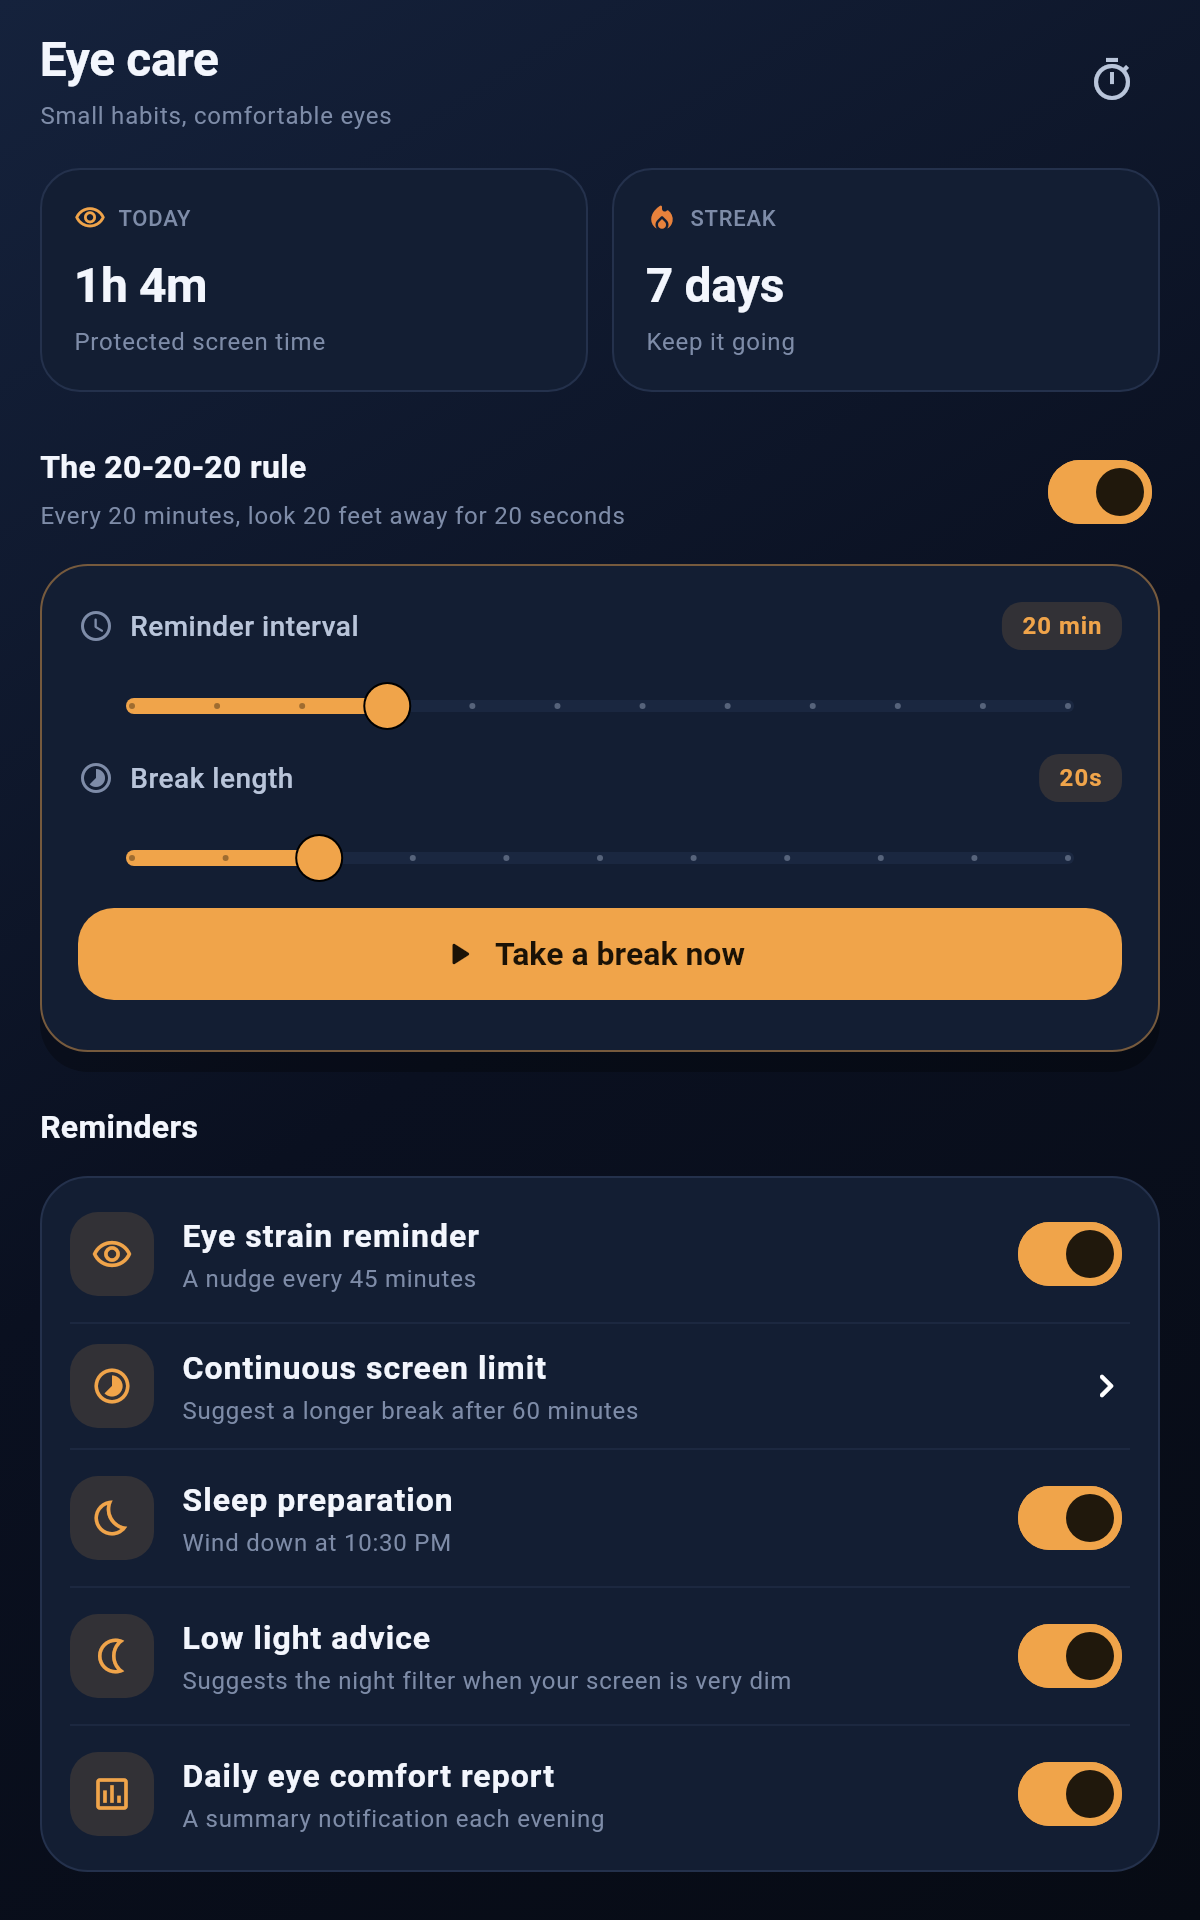 Eye care
Small habits, comfortable eyes
TODAY
1h 4m
Protected screen time
STREAK
7 days
Keep it going
The 20-20-20 rule
Every 20 minutes, look 20 feet away for 20 seconds
Reminder interval
20 min
Break length
20s
Take a break now
Reminders
Eye strain reminder
A nudge every 45 minutes
Continuous screen limit
Suggest a longer break after 60 minutes
Sleep preparation
Wind down at 10:30 PM
Low light advice
Suggests the night filter when your screen is very dim
Daily eye comfort report
A summary notification each evening